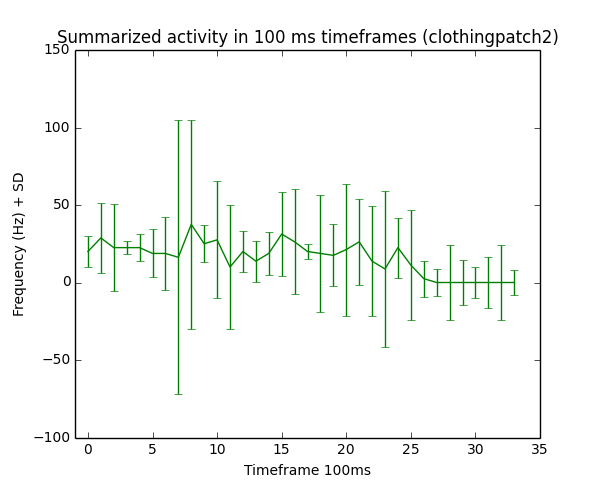 Summarized activity in 100 ms timeframes (clothingpatch2)
150
100
50
0
−50
−100
Frequency (Hz) + SD
0 5 10 15 20 25 30 35
Timeframe 100ms